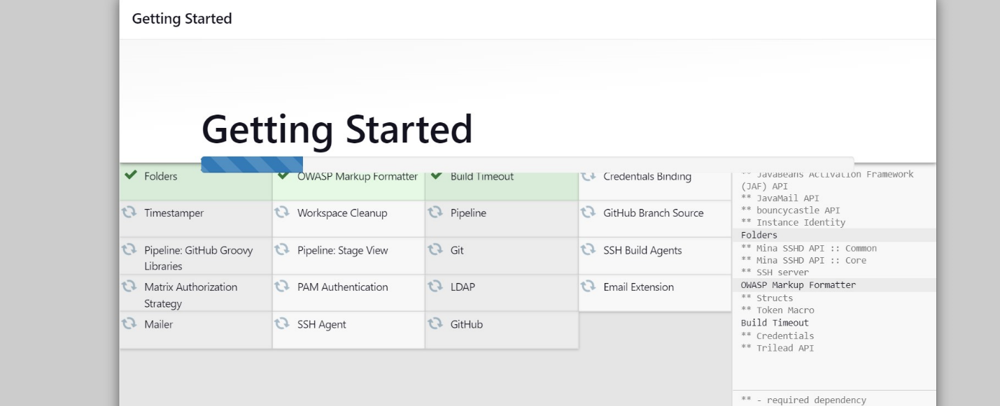 Getting Started
Getting Started
Folders
OWASP Markup Formatter
Build Timeout
Credentials Binding
Timestamper
Workspace Cleanup
Pipeline
GitHub Branch Source
Pipeline: GitHub Groovy
Libraries
Pipeline: Stage View
Git
SSH Build Agents
Matrix Authorization
Strategy
PAM Authentication
LDAP
Email Extension
Mailer
SSH Agent
GitHub
** JavaBeans Activation Framework
(JAF) API
** JavaMail API
** bouncycastle API
** Instance Identity
Folders
** Mina SSHD API :: Common
** Mina SSHD API :: Core
** SSH server
OWASP Markup Formatter
** Structs
** Token Macro
Build Timeout
** Credentials
** Trilead API
** - required dependency